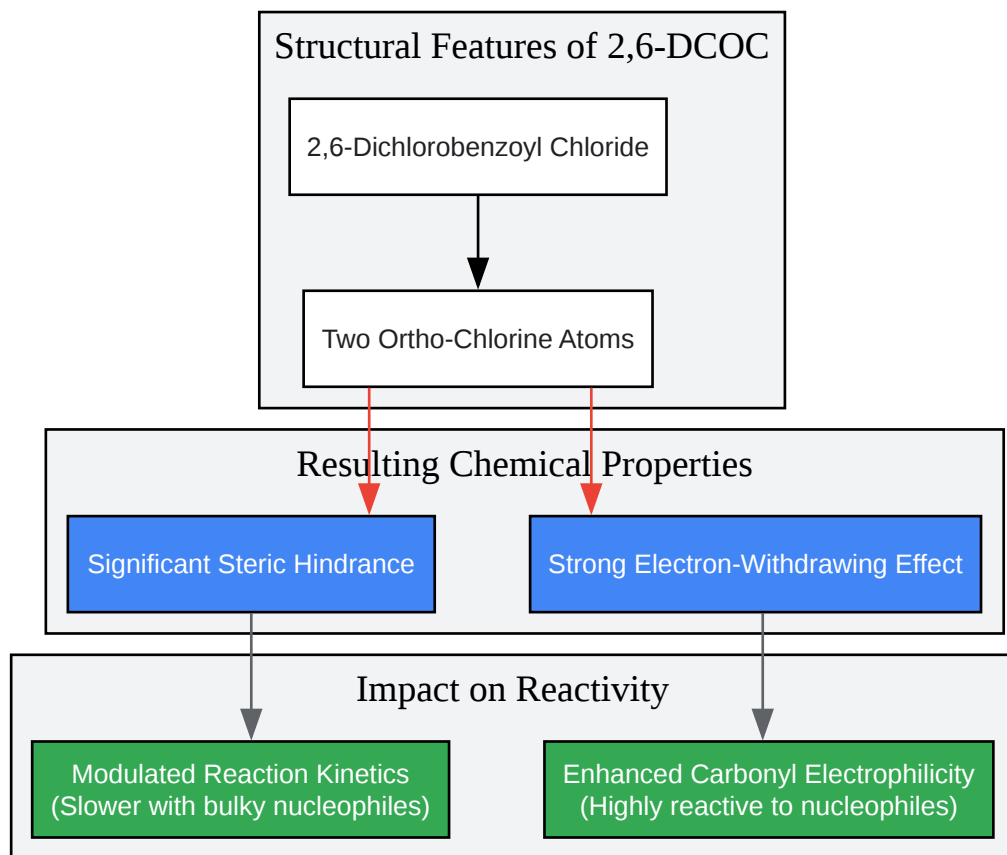 Structural Features of 2,6-DCOC
2,6-Dichlorobenzoyl Chloride
Two Ortho-Chlorine Atoms
Resulting Chemical Properties
Significant Steric Hindrance
Strong Electron-Withdrawing Effect
Impact on Reactivity
Modulated Reaction Kinetics
(Slower with bulky nucleophiles)
Enhanced Carbonyl Electrophilicity
(Highly reactive to nucleophiles)